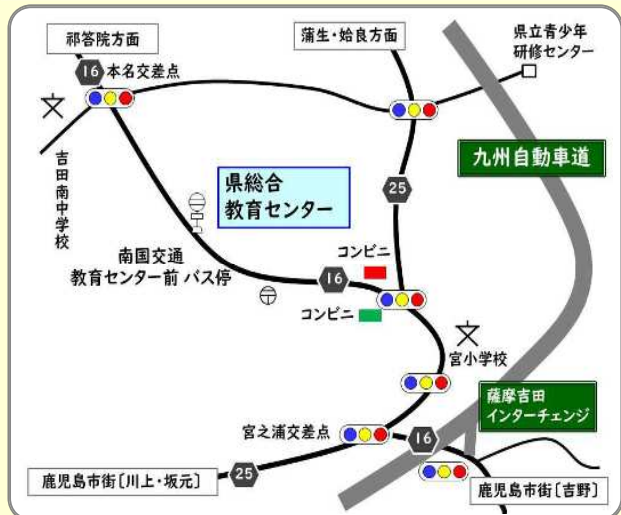 祁答院方面
蒲生・姶良方面
県立青少年
研修センター
16
本名交差点
九州自動車道
吉田南中学校
県総合
教育センター
25
南国交通
教育センター前 バス停
コンビニ
16
コンビニ
宮小学校
薩摩吉田
インターチェンジ
宮之浦交差点
16
25
鹿児島市街〔川上・坂元〕
鹿児島市街〔吉野〕